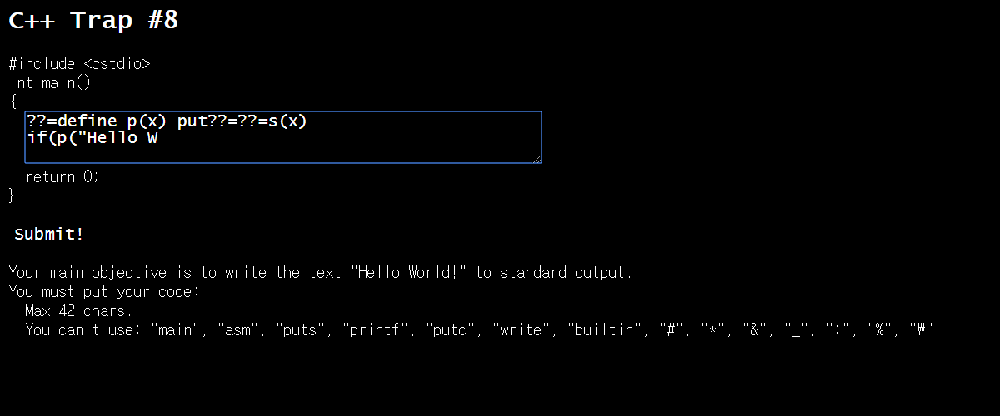 C++ Trap #8
#include <cstdio>
int main()
{
??=define p(x) put??=??=s(x)
if(p("Hello W
return 0;
}
Submit!
Your main objective is to write the text "Hello World!" to standard output.
You must put your code:
- Max 42 chars.
- You can't use: "main", "asm", "puts", "printf", "putc", "write", "builtin", "#", "*", "&", "_", ";", "%", "₩".